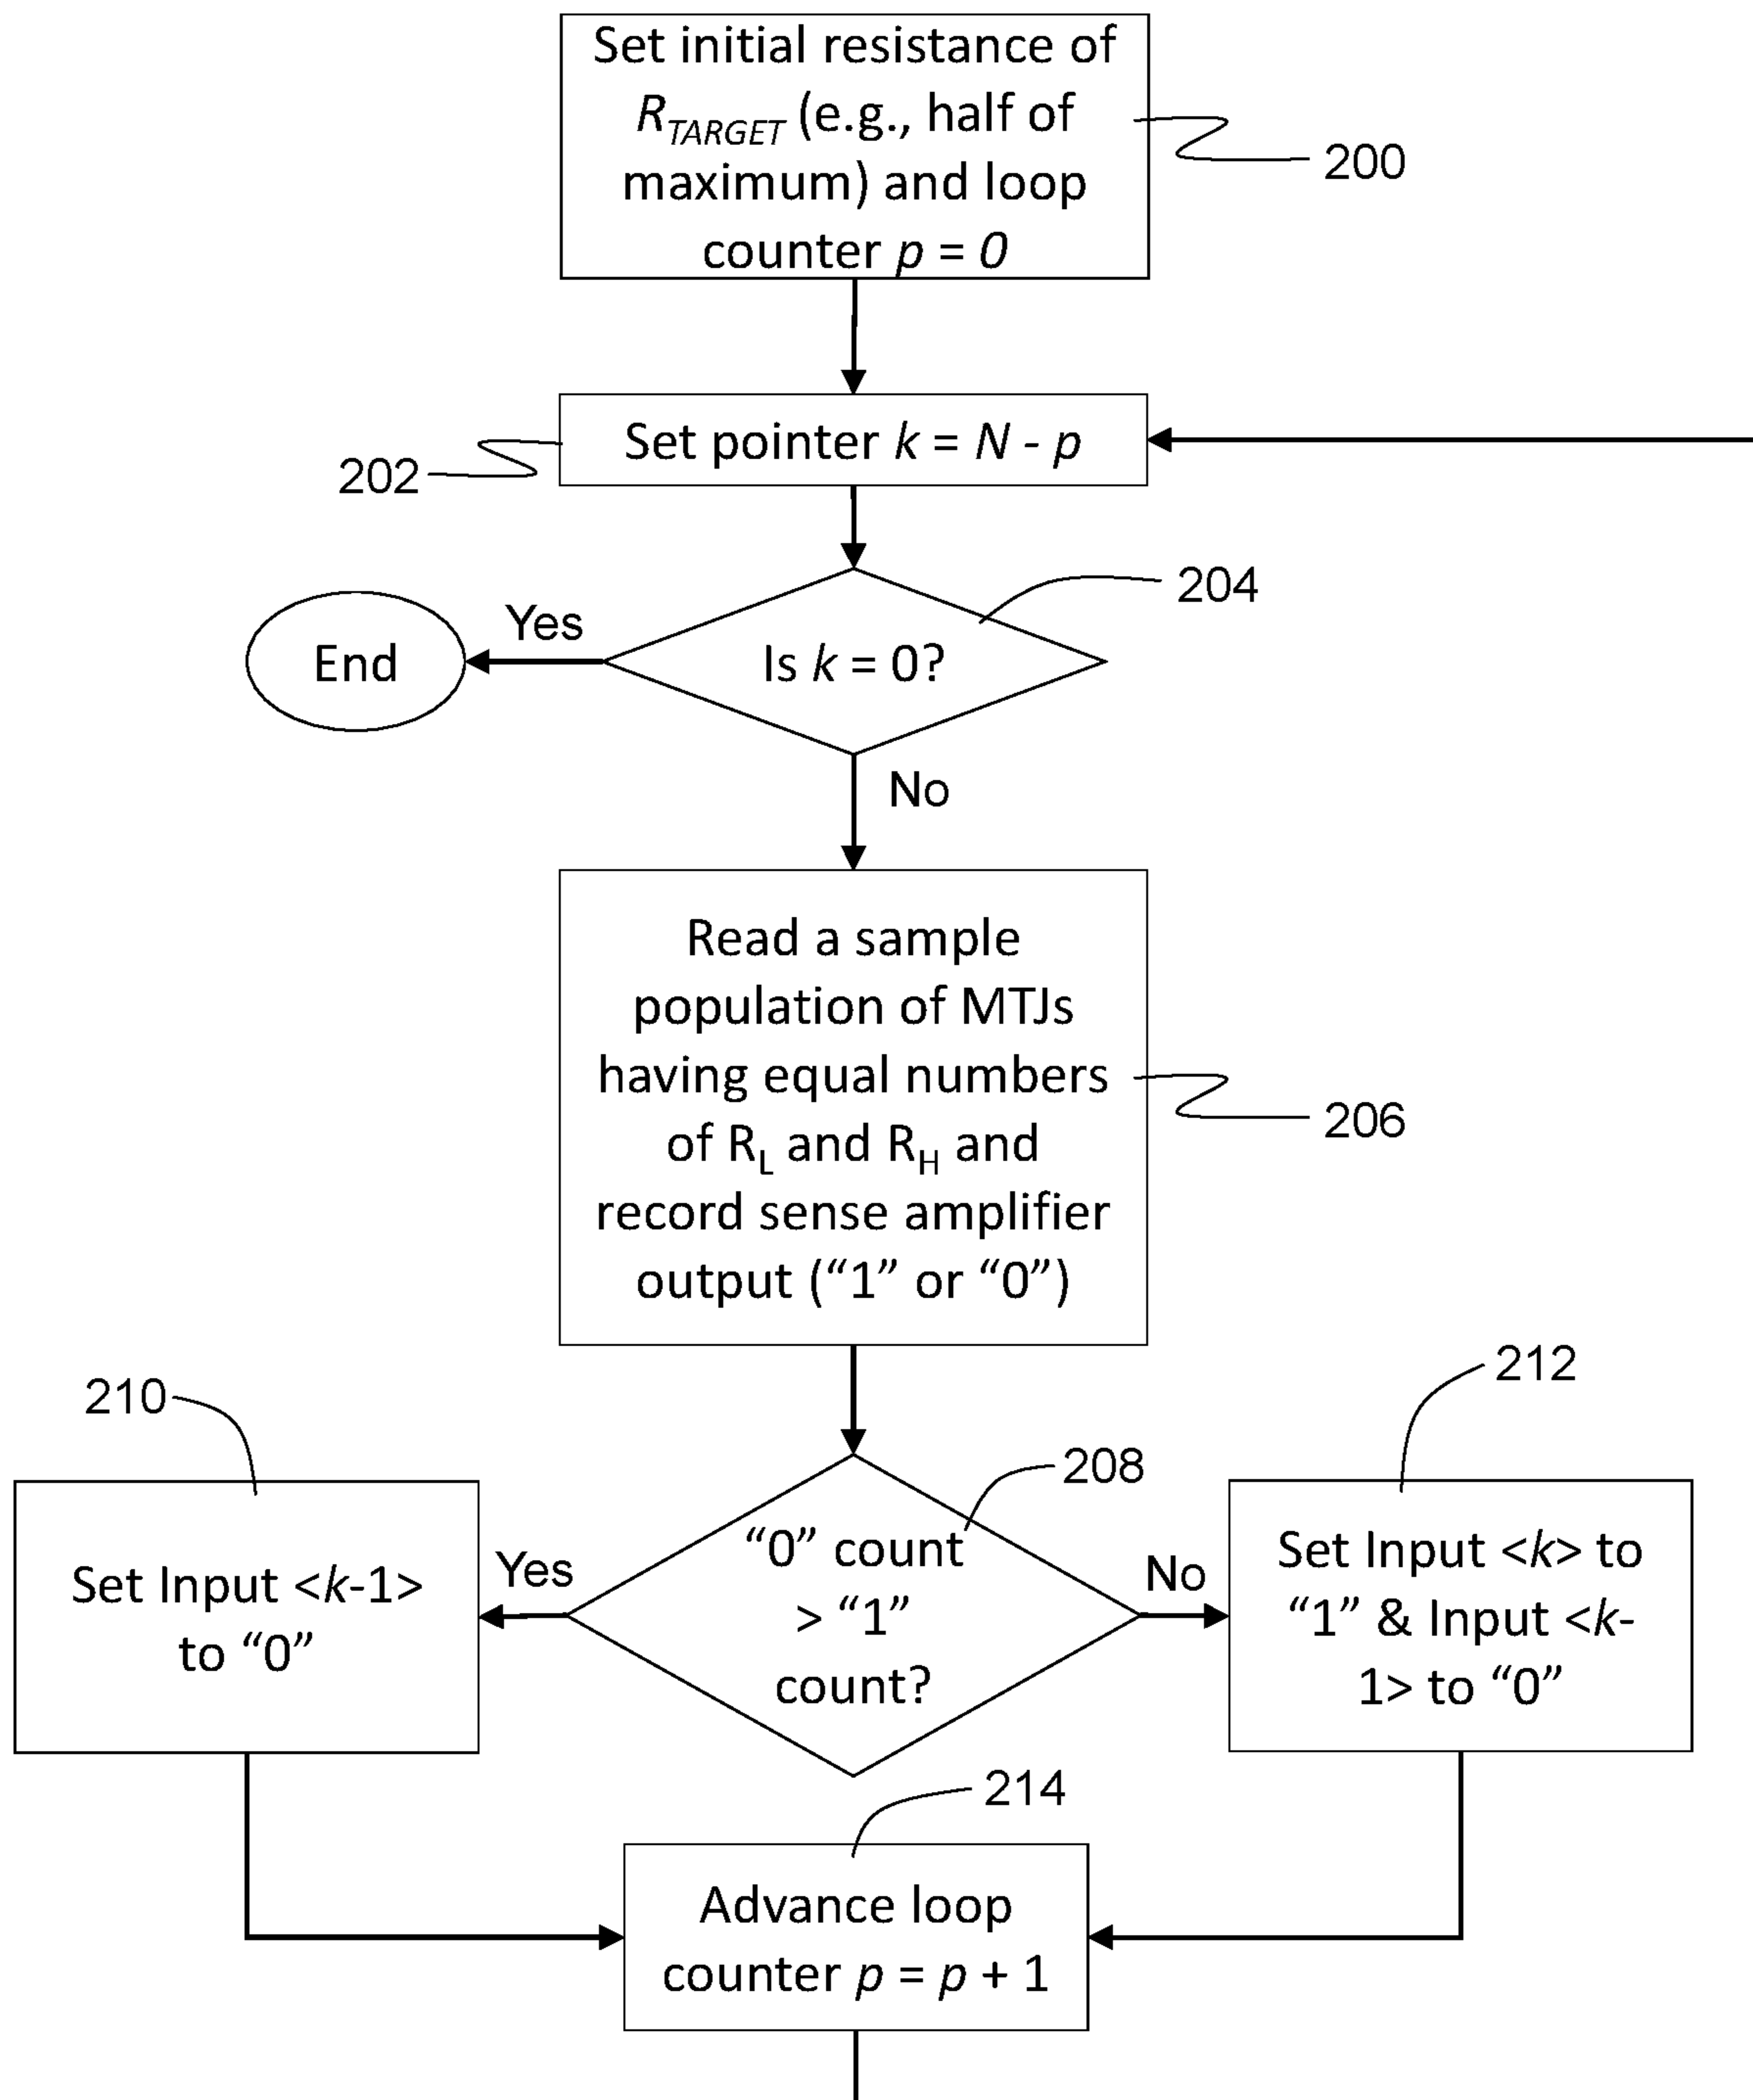 Set initial resistance of
R_TARGET (e.g., half of
maximum) and loop
counter p = 0
200
Set pointer k = N - p
202
204
Is k = 0?
Yes
End
No
Read a sample
population of MTJs
having equal numbers
of R_L and R_H and
record sense amplifier
output (“1” or “0”)
206
208
“0” count
> “1”
count?
Yes
No
210
Set Input <k-1>
to “0”
212
Set Input <k> to
“1” & Input <k-
1> to “0”
214
Advance loop
counter p = p + 1